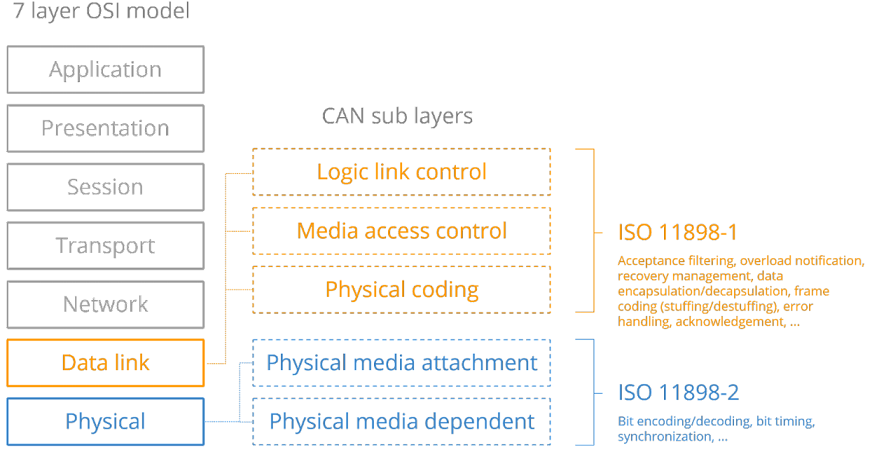 7 layer OSI model
Application
Presentation
Session
Transport
Network
Data link
Physical
CAN sub layers
Logic link control
Media access control
Physical coding
Physical media attachment
Physical media dependent
ISO 11898-1
Acceptance filtering, overload notification,
recovery management, data
encapsulation/decapsulation, frame
coding (stuffing/destuffing), error
handling, acknowledgement, ...
ISO 11898-2
Bit encoding/decoding, bit timing,
synchronization, ...